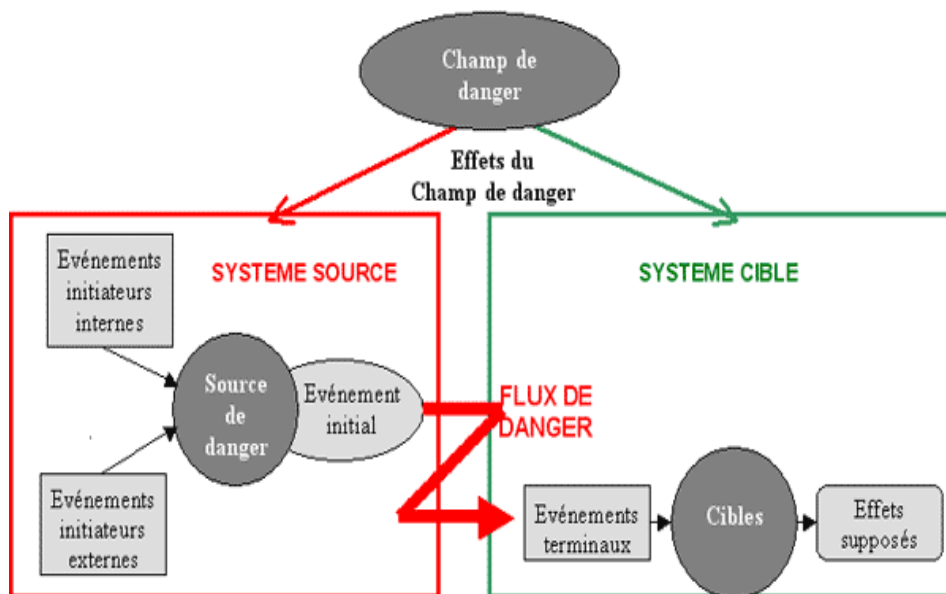 Champ de
danger
Effets du
Champ de danger
SYSTEME SOURCE
Evénements
initiateurs
internes
Source
de
danger
Evénement
initial
Evénements
initiateurs
externes
FLUX DE
DANGER
SYSTEME CIBLE
Evénements
terminaux
Cibles
Effets
supposés